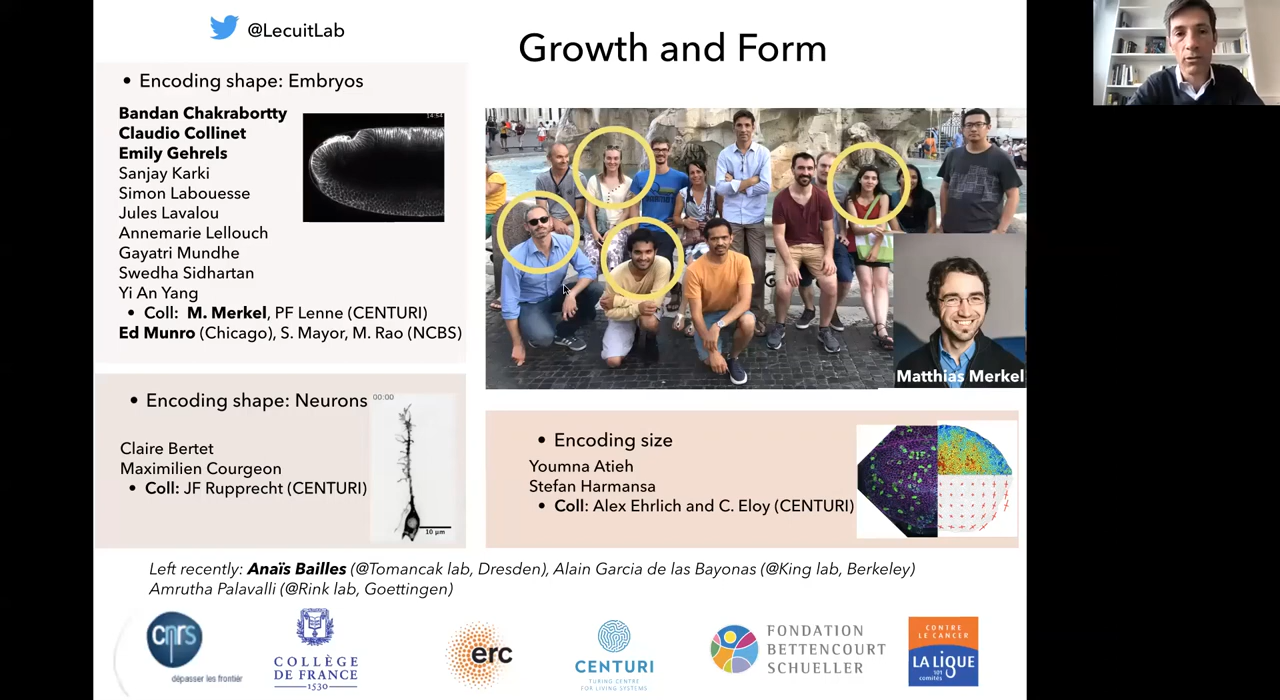 @LecuitLab
Growth and Form
• Encoding shape: Embryos
Bandan Chakrabortty
Claudio Collinet
Emily Gehrels
Sanjay Karki
Simon Labouesse
Jules Lavalou
Annemarie Lellouch
Gayatri Mundhe
Swedha Sidhartan
Yi An Yang
• Coll: M. Merkel, PF Lenne (CENTURI)
Ed Munro (Chicago), S. Mayor, M. Rao (NCBS)
14:54
Matthias Merkel
• Encoding shape: Neurons
00:00
Claire Bertet
Maximilien Courgeon
• Coll: JF Rupprecht (CENTURI)
10 µm
• Encoding size
Youmna Atieh
Stefan Harmansa
• Coll: Alex Ehrlich and C. Eloy (CENTURI)
Left recently: Anaïs Bailles (@Tomancak lab, Dresden), Alain Garcia de las Bayonas (@King lab, Berkeley)
Amrutha Palavalli (@Rink lab, Goettingen)
cnrs
dépasser les frontièr
COLLÈGE
DE FRANCE
1530
erc
CENTURI
TURING CENTRE
FOR LIVING SYSTEMS
FONDATION
BETTENCOURT
SCHUELLER
CONTRE
LE CANCER
LA LIGUE
101
comités